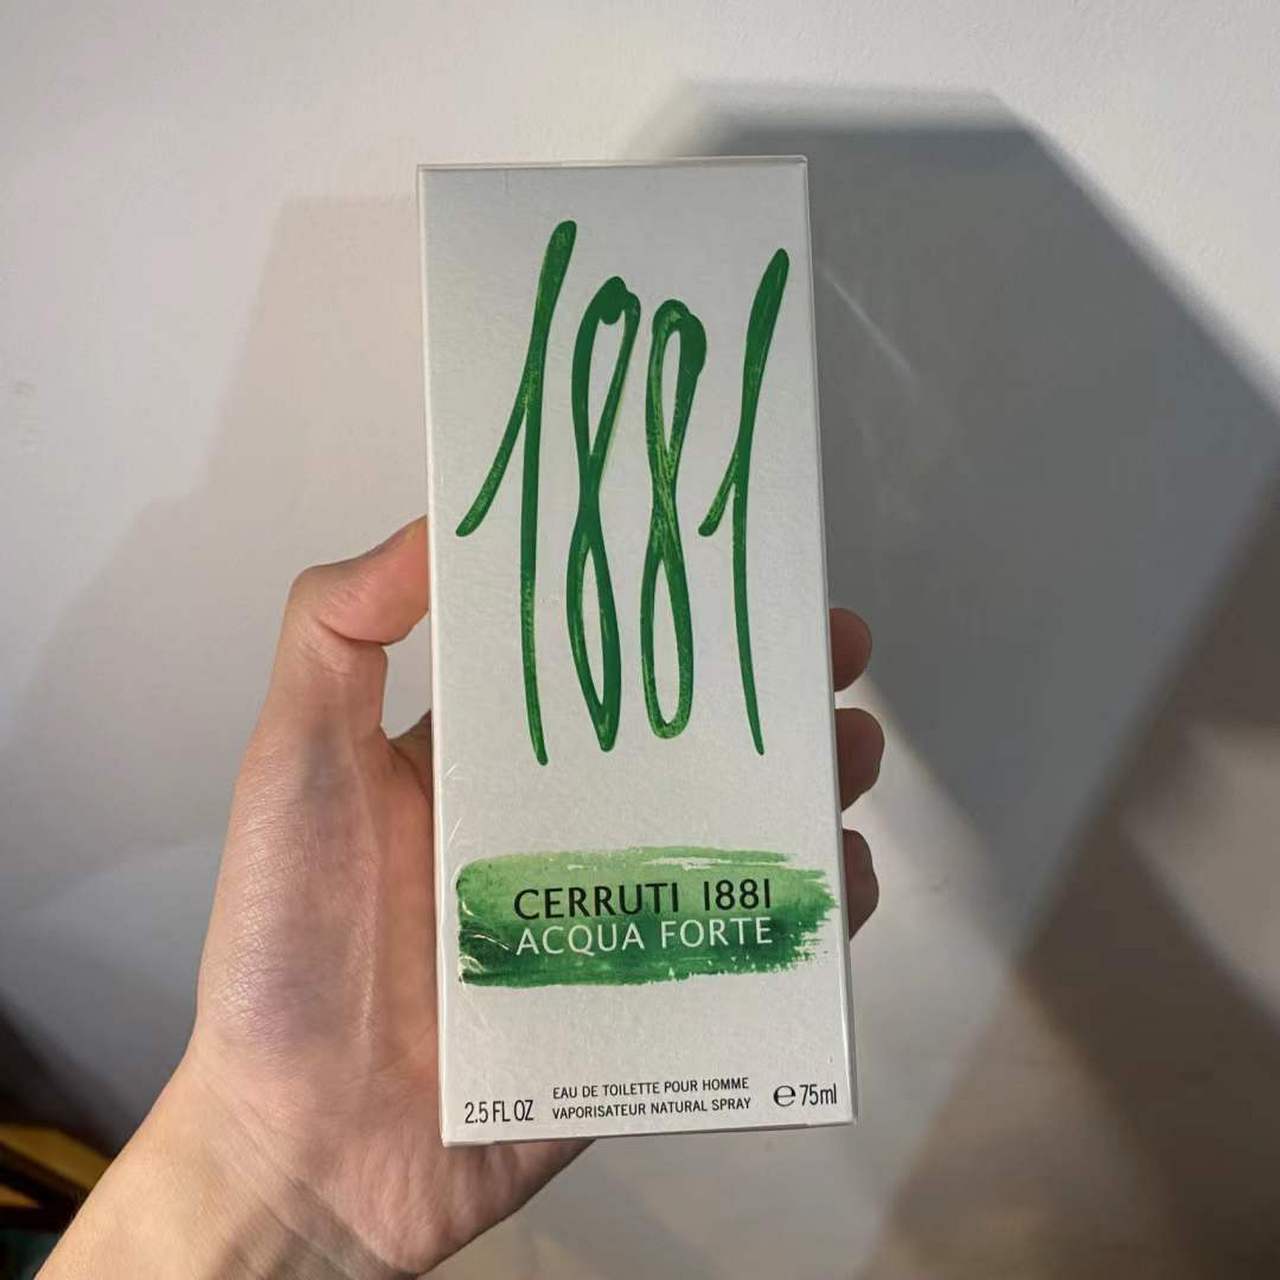 1881
CERRUTI 1881
ACQUA FORTE
2.5 FL OZ
EAU DE TOILETTE POUR HOMME
VAPORISATEUR NATURAL SPRAY
℮75ml